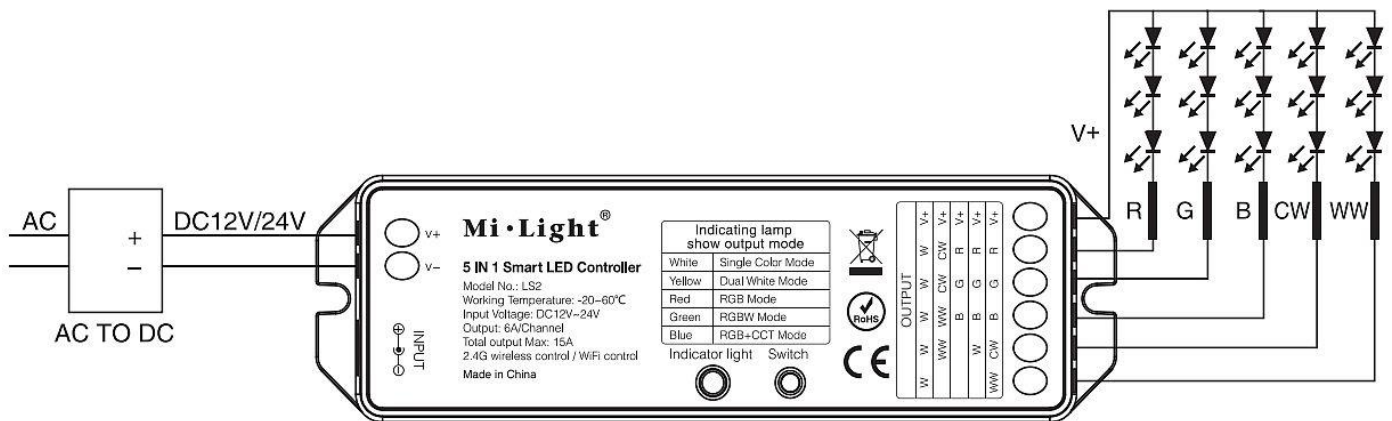 AC
+
−
AC TO DC
DC12V/24V
V+
V−
INPUT
Mi·Light®
5 IN 1 Smart LED Controller
Model No.: LS2
Working Temperature: -20~60℃
Input Voltage: DC12V~24V
Output: 6A/Channel
Total output Max: 15A
2.4G wireless control / WiFi control
Made in China
Indicating lamp
show output mode
White Single Color Mode
Yellow Dual White Mode
Red RGB Mode
Green RGBW Mode
Blue RGB+CCT Mode
Indicator light Switch
RoHS
CE
OUTPUT
V+ V+ V+ V+ V+
W CW R R R
W CW G G G
W WW B B B
W WW W CW
W WW
V+
R G B CW WW